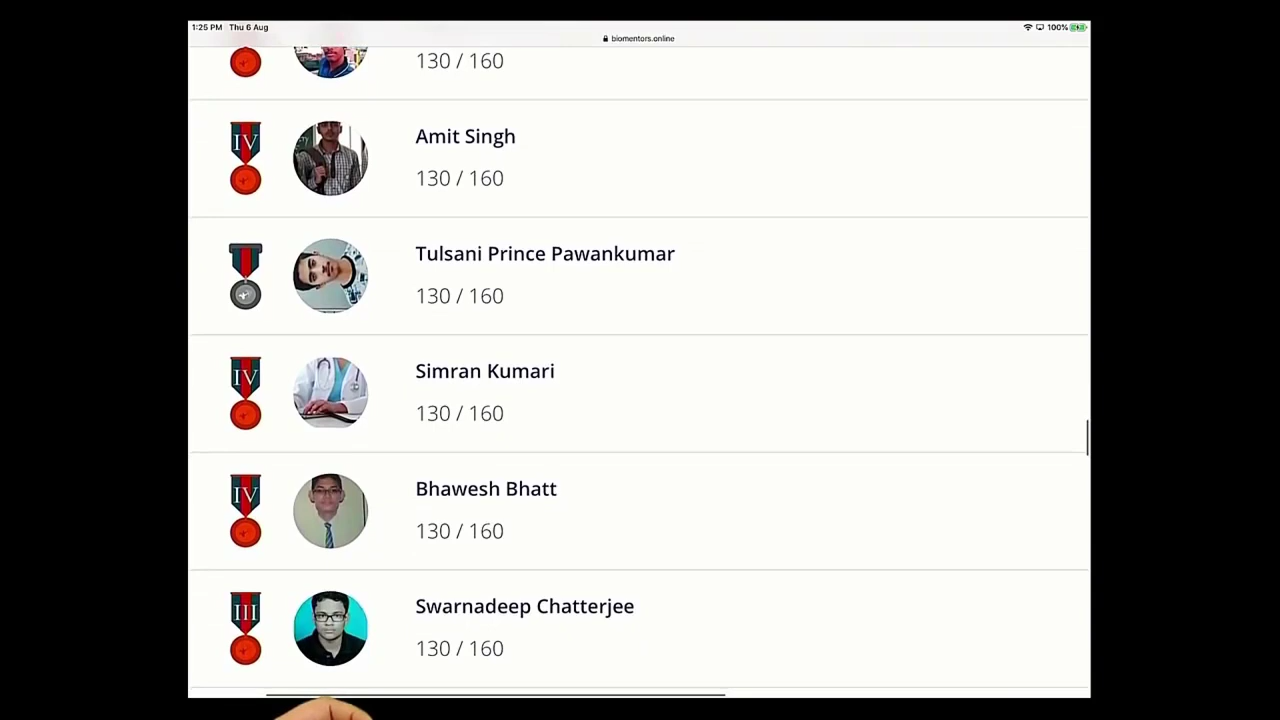 1:25 PM Thu 6 Aug
100%
biomentors.online
130 / 160
IV
Amit Singh
130 / 160
Tulsani Prince Pawankumar
130 / 160
IV
Simran Kumari
130 / 160
IV
Bhawesh Bhatt
130 / 160
III
Swarnadeep Chatterjee
130 / 160